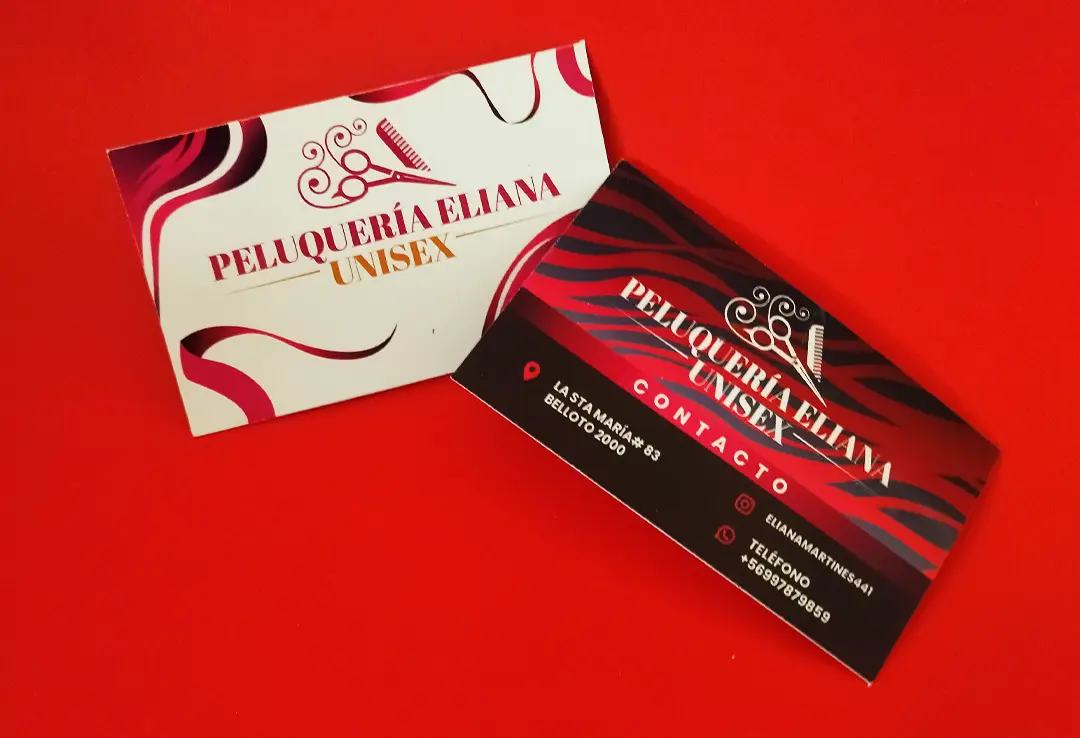 PELUQUERÍA ELIANA
UNISEX
PELUQUERÍA ELIANA
UNISEX
CONTACTO
LA STA MARÍA# 83
BELLOTO 2000
ELIANAMARTINES441
TELÉFONO
+56997879859